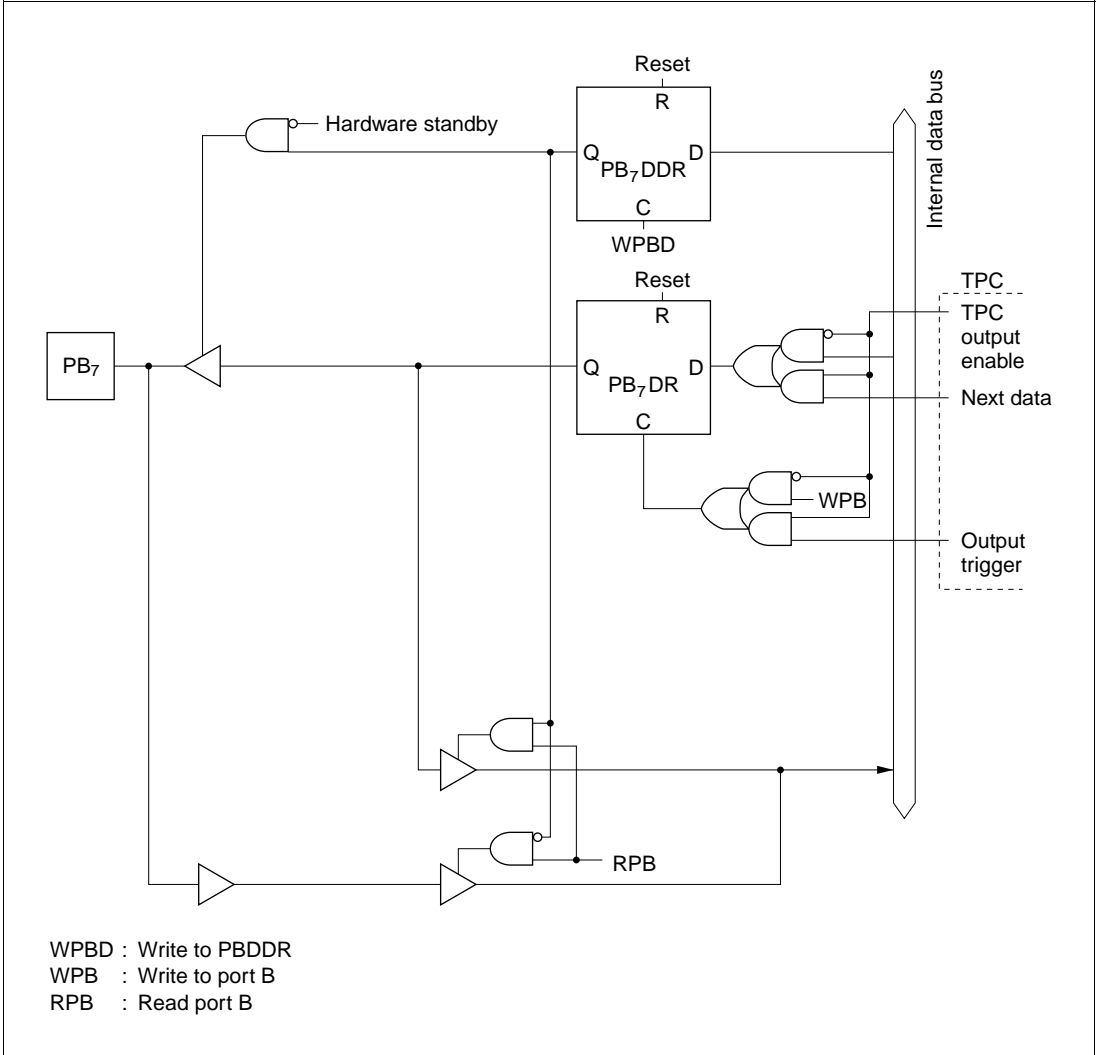 Reset
R
Hardware standby
Q
D
PB7DDR
C
WPBD
Internal data bus
Reset
R
TPC
TPC
output
enable
PB7
Q
D
PB7DR
C
Next data
WPB
Output
trigger
RPB
WPBD : Write to PBDDR
WPB : Write to port B
RPB : Read port B